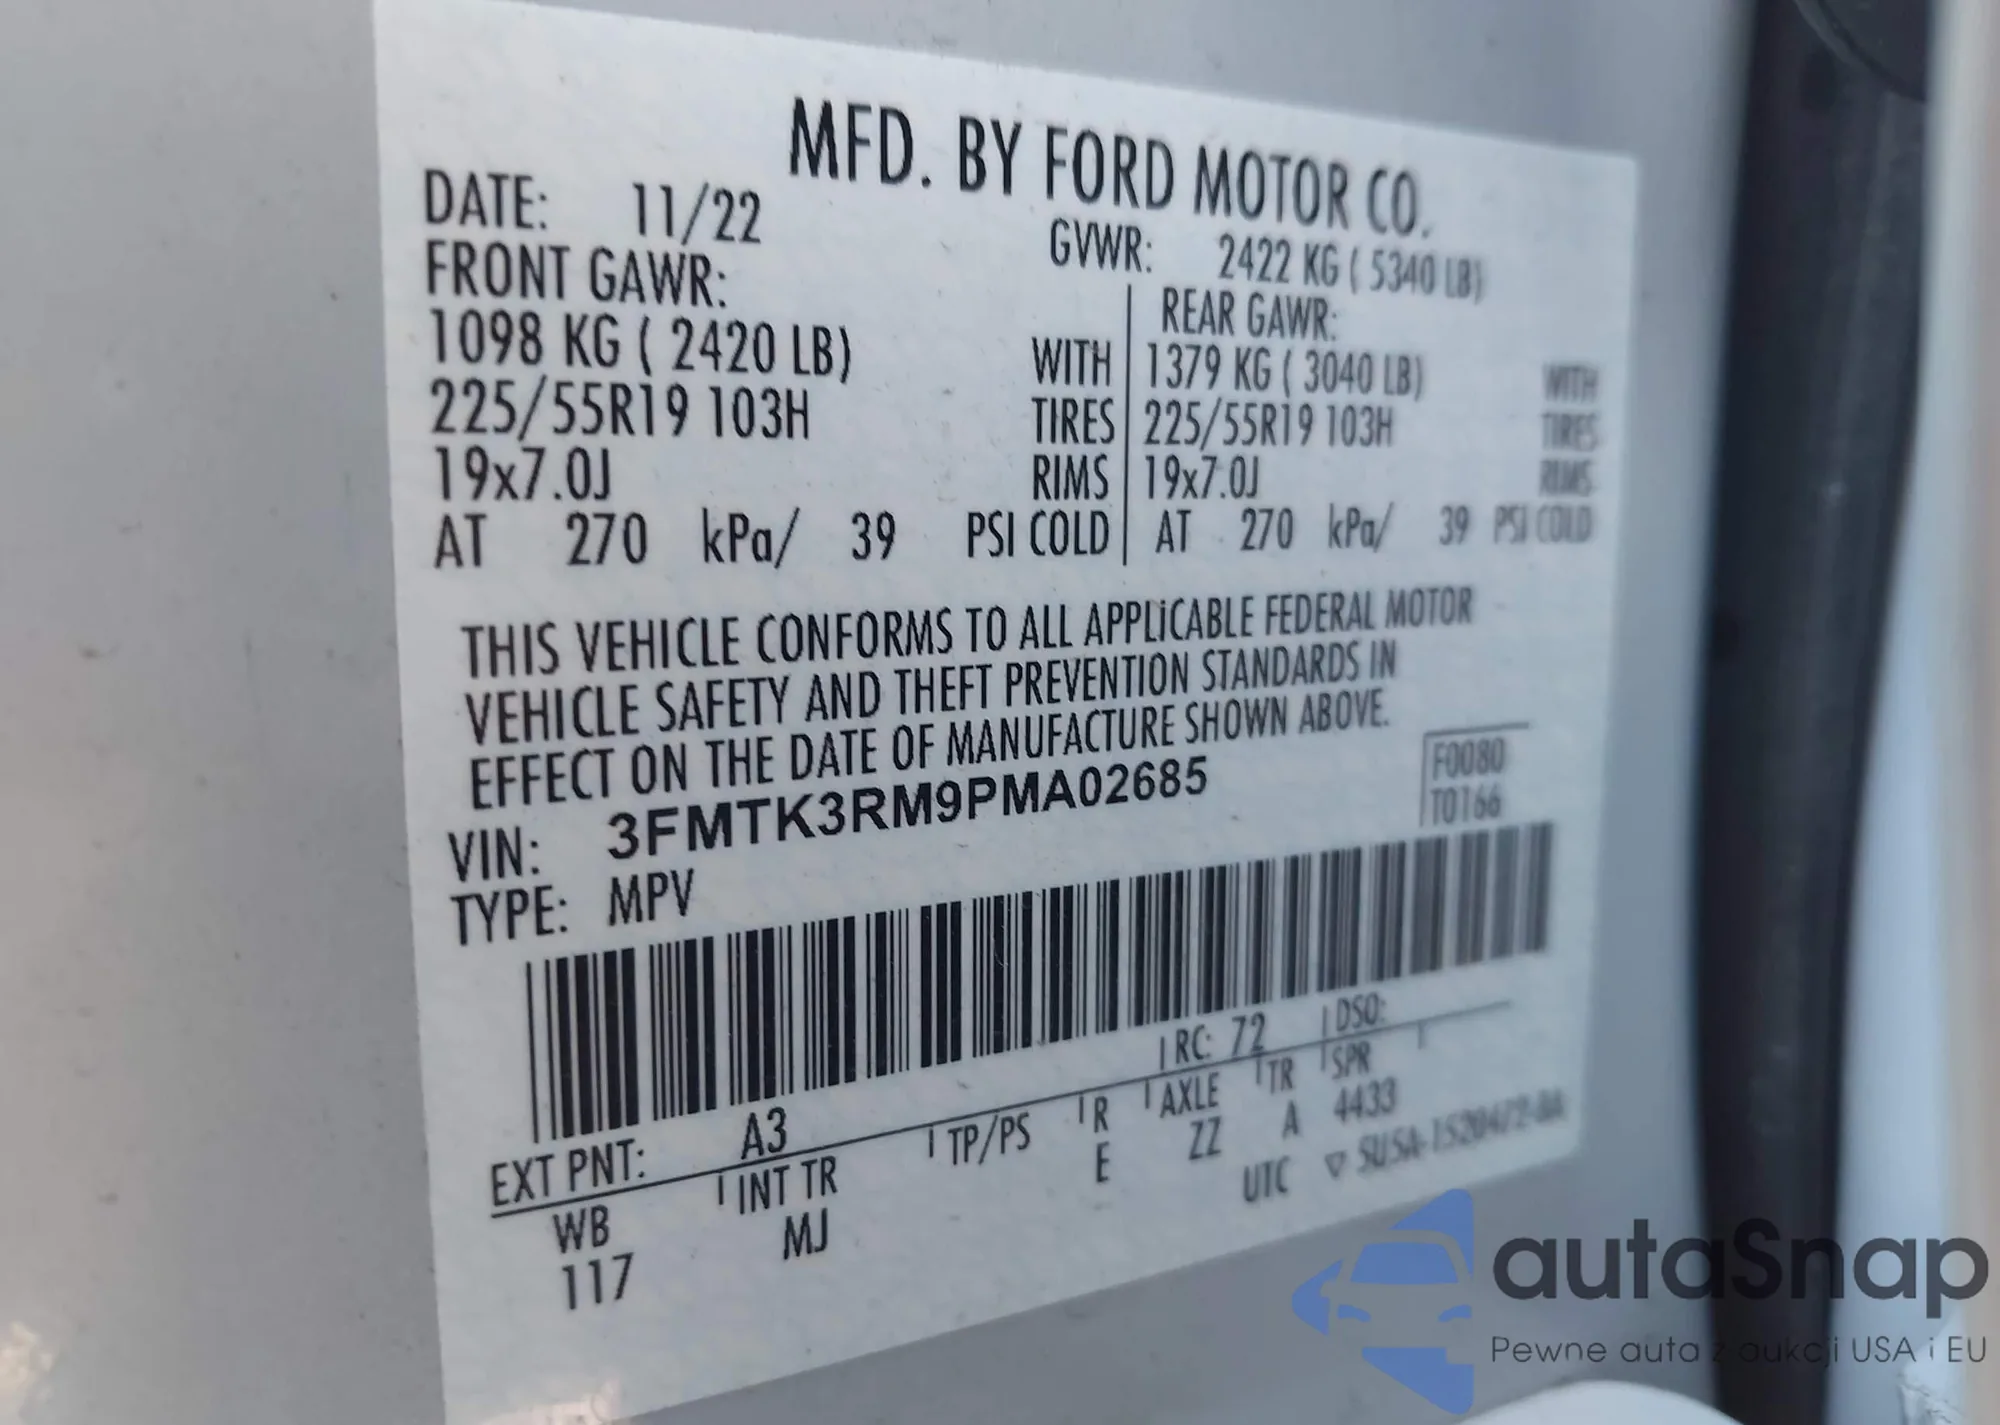 MFD. BY FORD MOTOR CO.
DATE: 11/22 GVWR: 2422 KG ( 5340 LB)
FRONT GAWR: REAR GAWR:
1098 KG ( 2420 LB) WITH 1379 KG ( 3040 LB) WITH
225/55R19 103H TIRES 225/55R19 103H TIRES
19x7.0J RIMS 19x7.0J RIMS
AT 270 kPa/ 39 PSI COLD AT 270 kPa/ 39 PSI COLD
THIS VEHICLE CONFORMS TO ALL APPLiCABLE FEDERAL MOTOR
VEHICLE SAFETY AND THEFT PREVENTION STANDARDS IN
EFFECT ON THE DATE OF MANUFACTURE SHOWN ABOVE.
VIN: 3FMTK3RM9PMA02685
F0080
T0166
TYPE: MPV
EXT PNT: A3 RC: 72 DSO:
WB INT TR TP/PS R AXLE TR SPR
117 MJ E ZZ A 4433
UTC ▽ SU5A-1520472-BA
autaSnap
Pewne auta z aukcji USA i EU